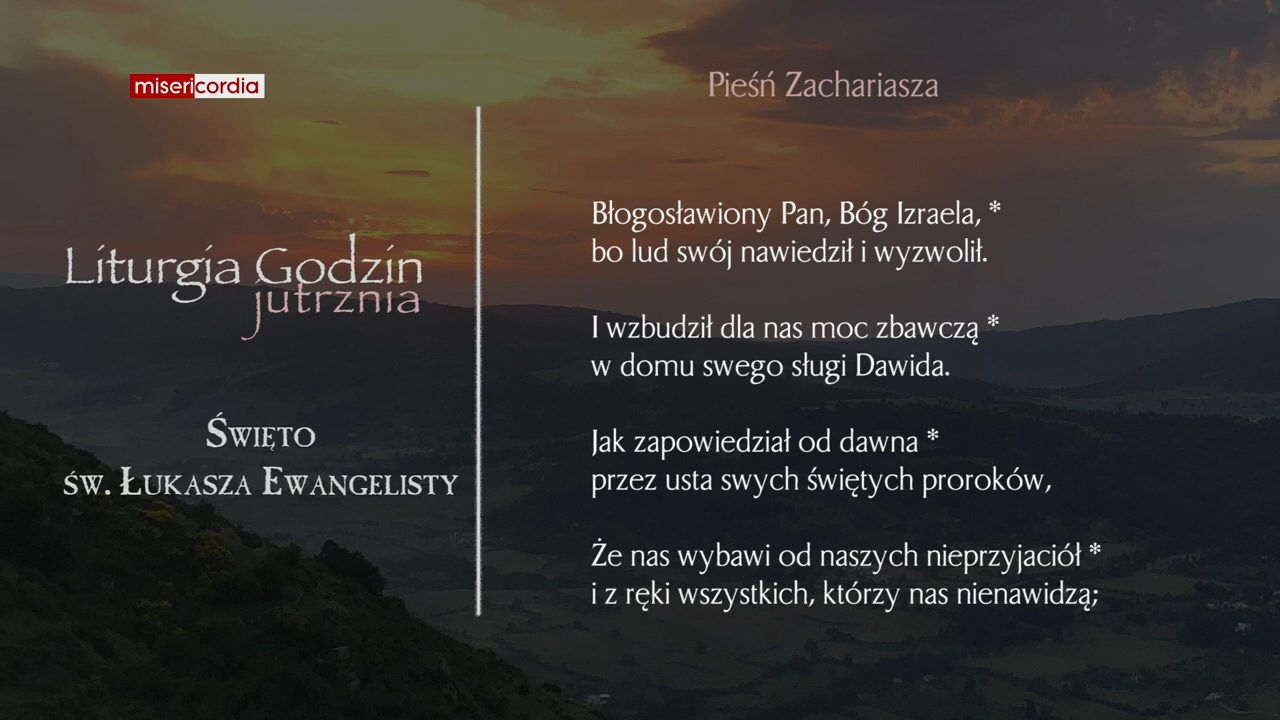 misericordia
Liturgia Godzin
jutrznia
Święto
św. Łukasza Ewangelisty
Pieśń Zachariasza
Błogosławiony Pan, Bóg Izraela, *
bo lud swój nawiedził i wyzwolił.
I wzbudził dla nas moc zbawczą *
w domu swego sługi Dawida.
Jak zapowiedział od dawna *
przez usta swych świętych proroków,
Że nas wybawi od naszych nieprzyjaciół *
i z ręki wszystkich, którzy nas nienawidzą;